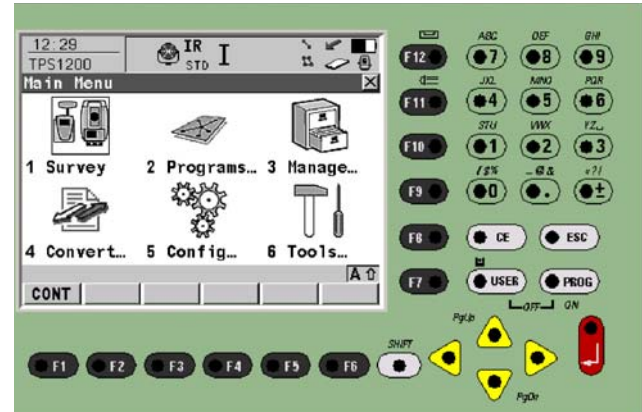 12:29
TPS1200
IR
STD
I
Main Menu
1 Survey
2 Programs…
3 Manage…
4 Convert…
5 Config…
6 Tools…
A
CONT
F12
ABC
7
DEF
8
GHI
9
F11
JKL
4
MNO
5
PQR
6
F10
STU
1
VWX
2
YZ
3
F9
/ $ %
0
_ @ &
.
* ? !
±
F8
CE
ESC
F7
USER
PROG
OFF
ON
PgUp
PgDn
SHIFT
F1
F2
F3
F4
F5
F6